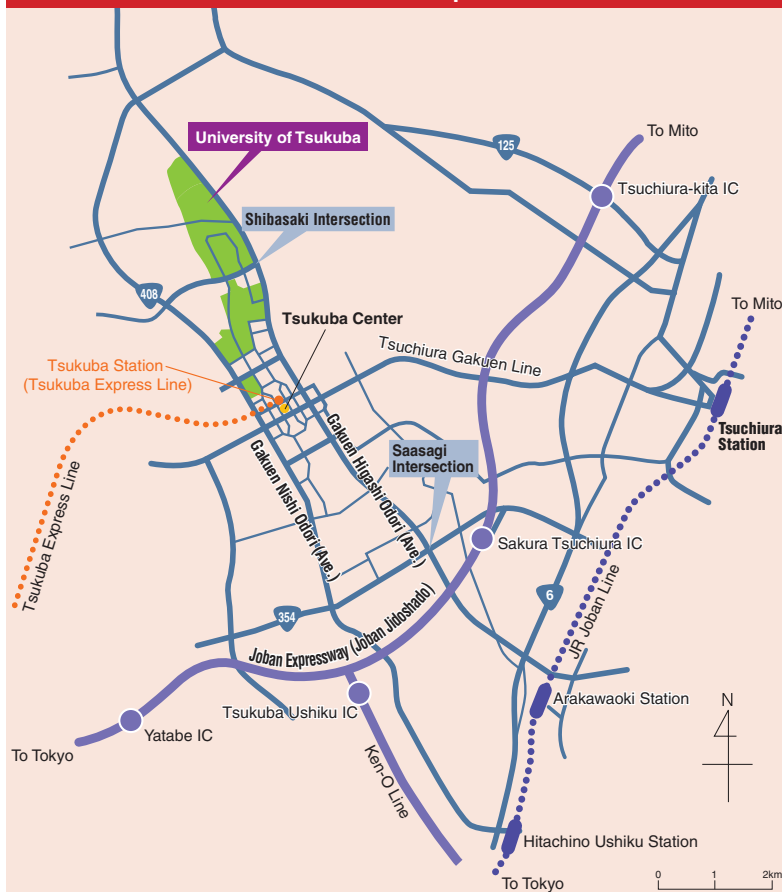 University of Tsukuba
To Mito
125
Tsuchiura-kita IC
Shibasaki Intersection
408
To Mito
Tsukuba Center
Tsuchiura Gakuen Line
Tsukuba Station
(Tsukuba Express Line)
Tsuchiura
Station
Gakuen Higashi Odori (Ave.)
Gakuen Nishi Odori (Ave.)
Saasagi
Intersection
Tsukuba Express Line
Sakura Tsuchiura IC
6
JR Joban Line
354
Joban Expressway (Joban Jidoshado)
Arakawaoki Station
N
Tsukuba Ushiku IC
Yatabe IC
To Tokyo
Ken-O Line
Hitachino Ushiku Station
To Tokyo
0 1 2km